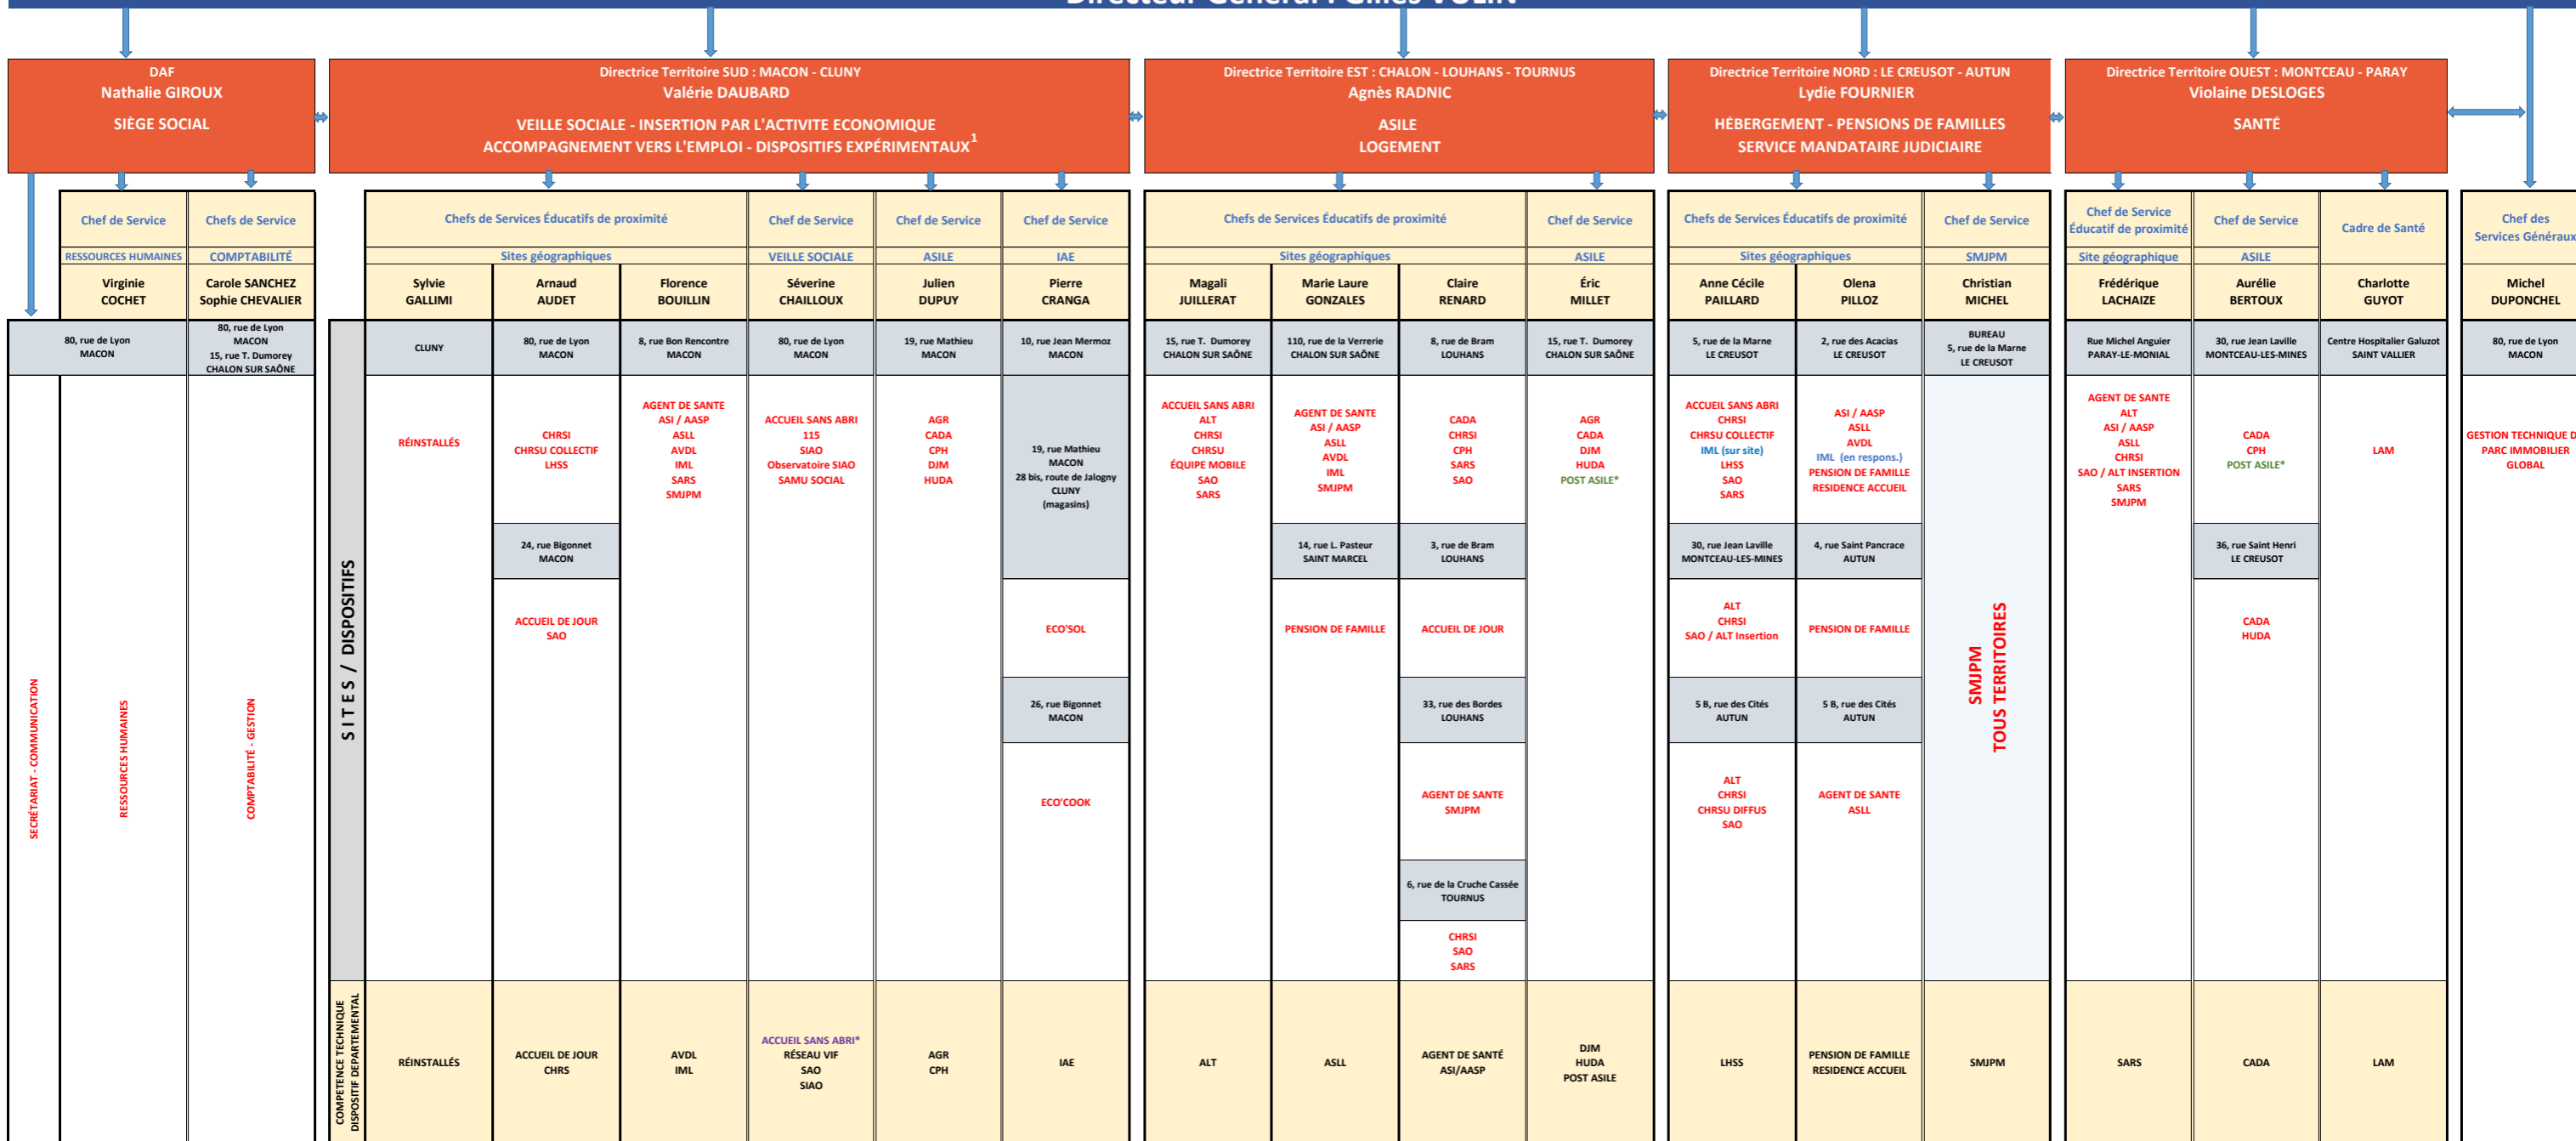 Directeur Général : Gilles VOLIN
DAF
Nathalie GIROUX
SIÈGE SOCIAL
Directrice Territoire SUD : MACON - CLUNY
Valérie DAUBARD
VEILLE SOCIALE - INSERTION PAR L'ACTIVITE ECONOMIQUE
ACCOMPAGNEMENT VERS L'EMPLOI - DISPOSITIFS EXPÉRIMENTAUX1
Directrice Territoire EST : CHALON - LOUHANS - TOURNUS
Agnès RADNIC
ASILE
LOGEMENT
Directrice Territoire NORD : LE CREUSOT - AUTUN
Lydie FOURNIER
HÉBERGEMENT - PENSIONS DE FAMILLES
SERVICE MANDATAIRE JUDICIAIRE
Directrice Territoire OUEST : MONTCEAU - PARAY
Violaine DESLOGES
SANTÉ
SECRÉTARIAT - COMMUNICATION
Chef de Service
RESSOURCES HUMAINES
Virginie
COCHET
80, rue de Lyon
MACON
RESSOURCES HUMAINES
Chefs de Service
COMPTABILITÉ
Carole SANCHEZ
Sophie CHEVALIER
80, rue de Lyon
MACON
15, rue T. Dumorey
CHALON SUR SAÔNE
COMPTABILITÉ - GESTION
SITES / DISPOSITIFS
COMPETENCE TECHNIQUE
DISPOSITIF DEPARTEMENTAL
Chefs de Services Éducatifs de proximité
Sites géographiques
Sylvie
GALLIMI
CLUNY
RÉINSTALLÉS
RÉINSTALLÉS
Arnaud
AUDET
80, rue de Lyon
MACON
CHRSI
CHRSU COLLECTIF
LHSS
24, rue Bigonnet
MACON
ACCUEIL DE JOUR
SAO
ACCUEIL DE JOUR
CHRS
Florence
BOUILLIN
8, rue Bon Rencontre
MACON
AGENT DE SANTE
ASI / AASP
ASLL
AVDL
IML
SARS
SMJPM
AVDL
IML
Chef de Service
VEILLE SOCIALE
Séverine
CHAILLOUX
80, rue de Lyon
MACON
ACCUEIL SANS ABRI
115
SIAO
Observatoire SIAO
SAMU SOCIAL
ACCUEIL SANS ABRI*
RÉSEAU VIF
SAO
SIAO
Chef de Service
ASILE
Julien
DUPUY
19, rue Mathieu
MACON
AGR
CADA
CPH
DJM
HUDA
AGR
CPH
Chef de Service
IAE
Pierre
CRANGA
10, rue Jean Mermoz
MACON
19, rue Mathieu
MACON
28 bis, route de Jalogny
CLUNY
(magasins)
ECO'SOL
26, rue Bigonnet
MACON
ECO'COOK
IAE
Chefs de Services Éducatifs de proximité
Sites géographiques
Magali
JUILLERAT
15, rue T. Dumorey
CHALON SUR SAÔNE
ACCUEIL SANS ABRI
ALT
CHRSI
CHRSU
ÉQUIPE MOBILE
SAO
SARS
ALT
Marie Laure
GONZALES
110, rue de la Verrerie
CHALON SUR SAÔNE
AGENT DE SANTE
ASI / AASP
ASLL
AVDL
IML
SMJPM
14, rue L. Pasteur
SAINT MARCEL
PENSION DE FAMILLE
ASLL
Claire
RENARD
8, rue de Bram
LOUHANS
CADA
CHRSI
CPH
SARS
SAO
3, rue de Bram
LOUHANS
ACCUEIL DE JOUR
33, rue des Bordes
LOUHANS
AGENT DE SANTE
SMJPM
6, rue de la Cruche Cassée
TOURNUS
CHRSI
SAO
SARS
AGENT DE SANTÉ
ASI/AASP
Chef de Service
ASILE
Éric
MILLET
15, rue T. Dumorey
CHALON SUR SAÔNE
AGR
CADA
DJM
HUDA
POST ASILE*
DJM
HUDA
POST ASILE
Chefs de Services Éducatifs de proximité
Sites géographiques
Anne Cécile
PAILLARD
5, rue de la Marne
LE CREUSOT
ACCUEIL SANS ABRI
CHRSI
CHRSU COLLECTIF
IML (sur site)
LHSS
SAO
SARS
30, rue Jean Laville
MONTCEAU-LES-MINES
ALT
CHRSI
SAO / ALT Insertion
5 B, rue des Cités
AUTUN
ALT
CHRSI
CHRSU DIFFUS
SAO
LHSS
Olena
PILLOZ
2, rue des Acacias
LE CREUSOT
ASI / AASP
ASLL
AVDL
IML (en respons.)
PENSION DE FAMILLE
RESIDENCE ACCUEIL
4, rue Saint Pancrace
AUTUN
PENSION DE FAMILLE
5 B, rue des Cités
AUTUN
AGENT DE SANTE
ASLL
PENSION DE FAMILLE
RESIDENCE ACCUEIL
Chef de Service
SMJPM
Christian
MICHEL
BUREAU
5, rue de la Marne
LE CREUSOT
SMJPM
TOUS TERRITOIRES
SMJPM
Chef de Service
Éducatif de proximité
Site géographique
Frédérique
LACHAIZE
Rue Michel Anguier
PARAY-LE-MONIAL
AGENT DE SANTE
ALT
ASI / AASP
ASLL
CHRSI
SAO / ALT INSERTION
SARS
SMJPM
SARS
Chef de Service
ASILE
Aurélie
BERTOUX
30, rue Jean Laville
MONTCEAU-LES-MINES
CADA
CPH
POST ASILE*
36, rue Saint Henri
LE CREUSOT
CADA
HUDA
CADA
Cadre de Santé
Charlotte
GUYOT
Centre Hospitalier Galuzot
SAINT VALLIER
LAM
LAM
Chef des
Services Généraux
Michel
DUPONCHEL
80, rue de Lyon
MACON
GESTION TECHNIQUE D
PARC IMMOBILIER
GLOBAL